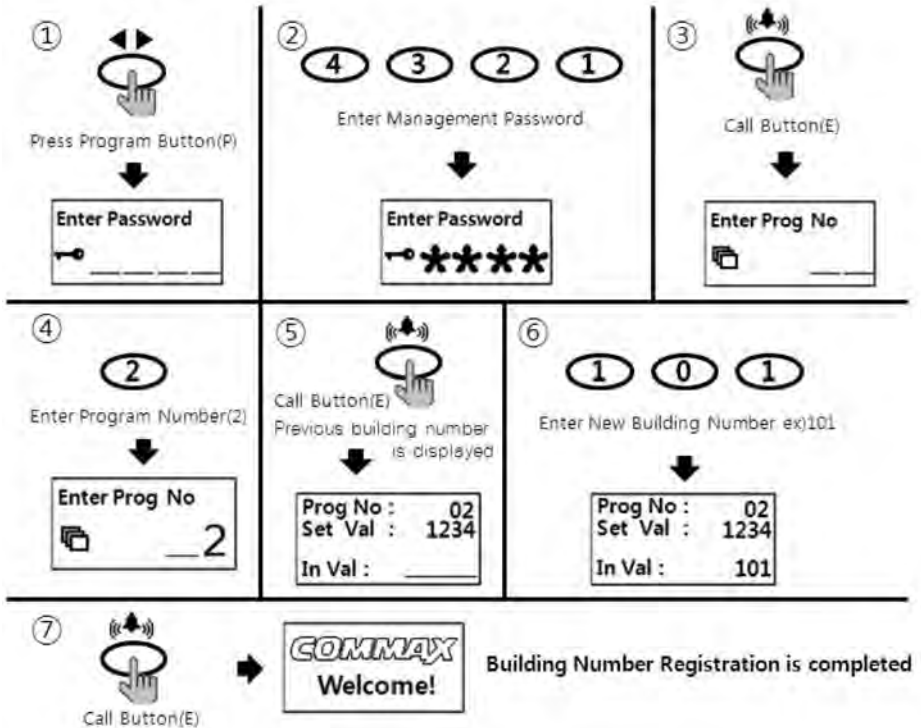 ①
Press Program Button(P)
Enter Password
②
4 3 2 1
Enter Management Password
Enter Password
****
③
Call Button(E)
Enter Prog No
④
2
Enter Program Number(2)
Enter Prog No
_2
⑤
Call Button(E)
Previous building number
is displayed
Prog No : 02
Set Val : 1234
In Val :
⑥
1 0 1
Enter New Building Number ex)101
Prog No : 02
Set Val : 1234
In Val : 101
⑦
Call Button(E)
COMMAX
Welcome!
Building Number Registration is completed